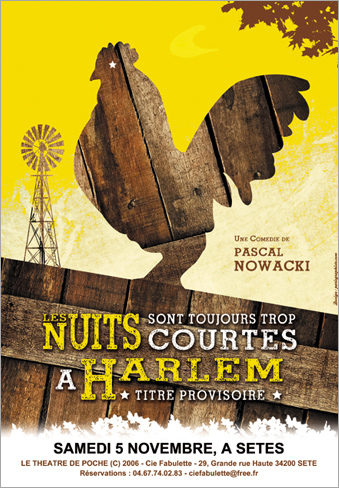 UNE COMEDIE DE
PASCAL
NOWACKI
LES NUITS SONT TOUJOURS TROP
COURTES
A HARLEM
★ TITRE PROVISOIRE ★
SAMEDI 5 NOVEMBRE, A SETES
LE THEATRE DE POCHE (C) 2006 - Cie Fabulette - 29, Grande rue Haute 34200 SETE
Réservations : 04.67.74.02.83 - ciefabulette@free.fr